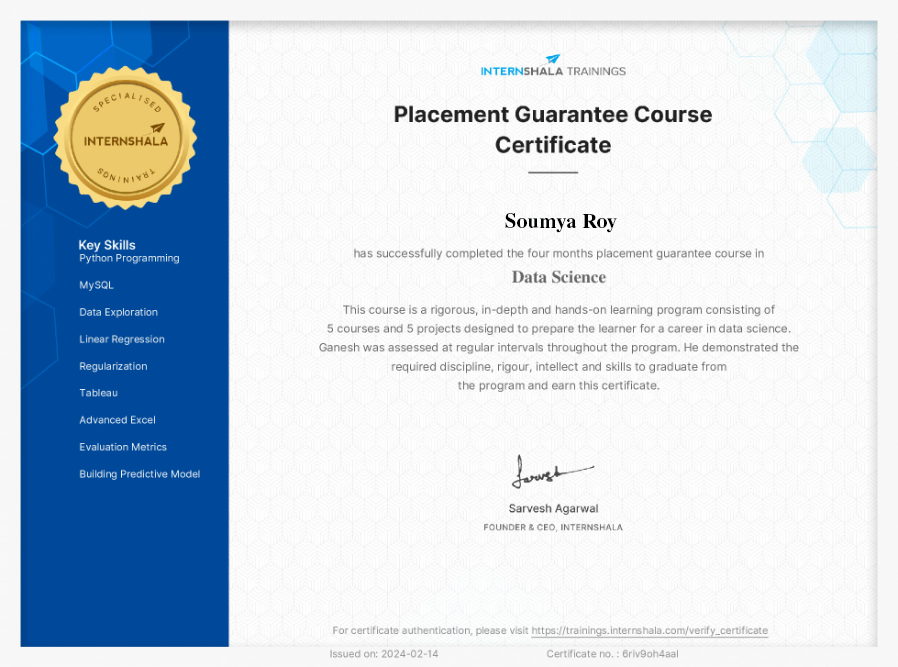 SPECIALISED
INTERNSHALA
TRAININGS
Key Skills
Python Programming
MySQL
Data Exploration
Linear Regression
Regularization
Tableau
Advanced Excel
Evaluation Metrics
Building Predictive Model
INTERNSHALA TRAININGS
Placement Guarantee Course
Certificate
Soumya Roy
has successfully completed the four months placement guarantee course in
Data Science
This course is a rigorous, in-depth and hands-on learning program consisting of
5 courses and 5 projects designed to prepare the learner for a career in data science.
Ganesh was assessed at regular intervals throughout the program. He demonstrated the
required discipline, rigour, intellect and skills to graduate from
the program and earn this certificate.
Sarvesh
Sarvesh Agarwal
FOUNDER & CEO, INTERNSHALA
For certificate authentication, please visit https://trainings.internshala.com/verify_certificate
Issued on: 2024-02-14 Certificate no. : 6riv9oh4aal